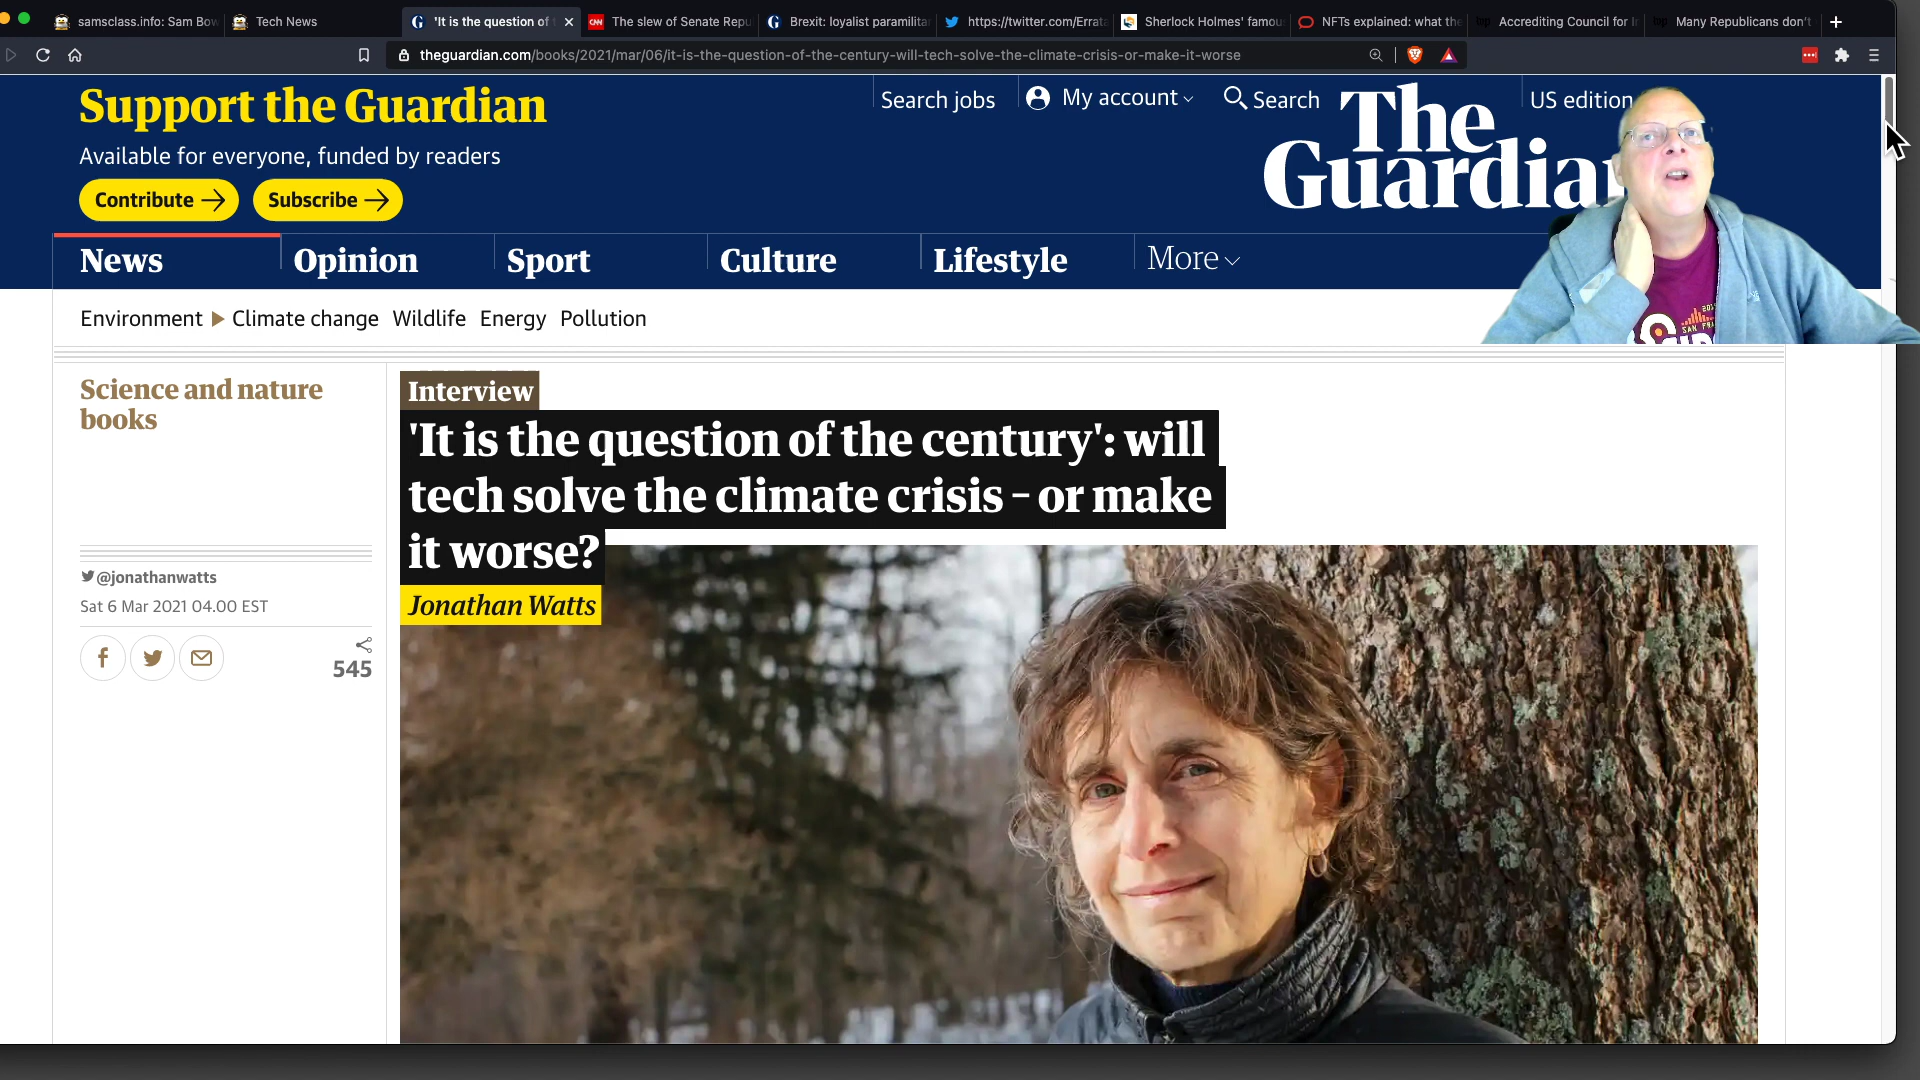 samsclass.info: Sam Bow
Tech News
'It is the question of t
The slew of Senate Repu
Brexit: loyalist paramilita
https://twitter.com/Errata
Sherlock Holmes' famou
NFTs explained: what the
Accrediting Council for I
Many Republicans don't
theguardian.com/books/2021/mar/06/it-is-the-question-of-the-century-will-tech-solve-the-climate-crisis-or-make-it-worse
Support the Guardian
Available for everyone, funded by readers
Contribute
Subscribe
Search jobs
My account
Search
US edition
The
Guardian
News
Opinion
Sport
Culture
Lifestyle
More
Environment
Climate change
Wildlife
Energy
Pollution
Science and nature
books
@jonathanwatts
Sat 6 Mar 2021 04.00 EST
545
Interview
'It is the question of the century': will
tech solve the climate crisis – or make
it worse?
Jonathan Watts